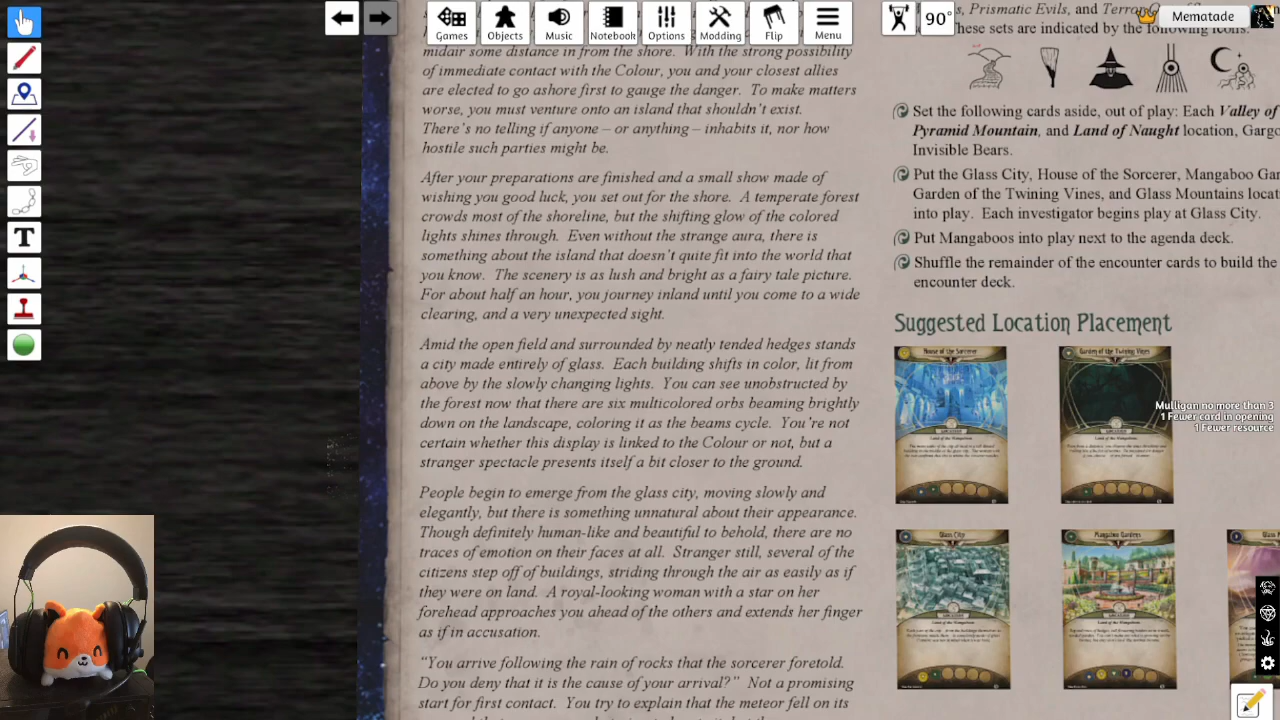 Games
Objects
Music
Notebook
Options
Modding
Flip
Menu
90°
Mematade
midair some distance in from the shore. With the strong possibility
of immediate contact with the Colour, you and your closest allies
are elected to go ashore first to gauge the danger. To make matters
worse, you must venture onto an island that shouldn't exist.
There's no telling if anyone – or anything – inhabits it, nor how
hostile such parties might be.
After your preparations are finished and a small show made of
wishing you good luck, you set out for the shore. A temperate forest
crowds most of the shoreline, but the shifting glow of the colored
lights shines through. Even without the strange aura, there is
something about the island that doesn't quite fit into the world that
you know. The scenery is as lush and bright as a fairy tale picture.
For about half an hour, you journey inland until you come to a wide
clearing, and a very unexpected sight.
Amid the open field and surrounded by neatly tended hedges stands
a city made entirely of glass. Each building shifts in color, lit from
above by the slowly changing lights. You can see unobstructed by
the forest now that there are six multicolored orbs beaming brightly
down on the landscape, coloring it as the beams cycle. You're not
certain whether this display is linked to the Colour or not, but a
stranger spectacle presents itself a bit closer to the ground.
People begin to emerge from the glass city, moving slowly and
elegantly, but there is something unnatural about their appearance.
Though definitely human-like and beautiful to behold, there are no
traces of emotion on their faces at all. Stranger still, several of the
citizens step off of buildings, striding through the air as easily as if
they were on land. A royal-looking woman with a star on her
forehead approaches you ahead of the others and extends her finger
as if in accusation.
"You arrive following the rain of rocks that the sorcerer foretold.
Do you deny that it is the cause of your arrival?" Not a promising
start for first contact. You try to explain that the meteor fell on its
Prismatic Evils, and
These sets are indicated by the following icons.
Set the following cards aside, out of play: Each Valley of
Pyramid Mountain, and Land of Naught location, Gargo
Invisible Bears.
Put the Glass City, House of the Sorcerer, Mangaboo Gar
Garden of the Twining Vines, and Glass Mountains locat
into play. Each investigator begins play at Glass City.
Put Mangaboos into play next to the agenda deck.
Shuffle the remainder of the encounter cards to build the
encounter deck.
Suggested Location Placement
House of the Sorcerer
Garden of the Twining Vines
Mulligan no more than 3
1 Fewer card in opening
1 Fewer resource
Glass City
Mangaboo Gardens
Glass M
T